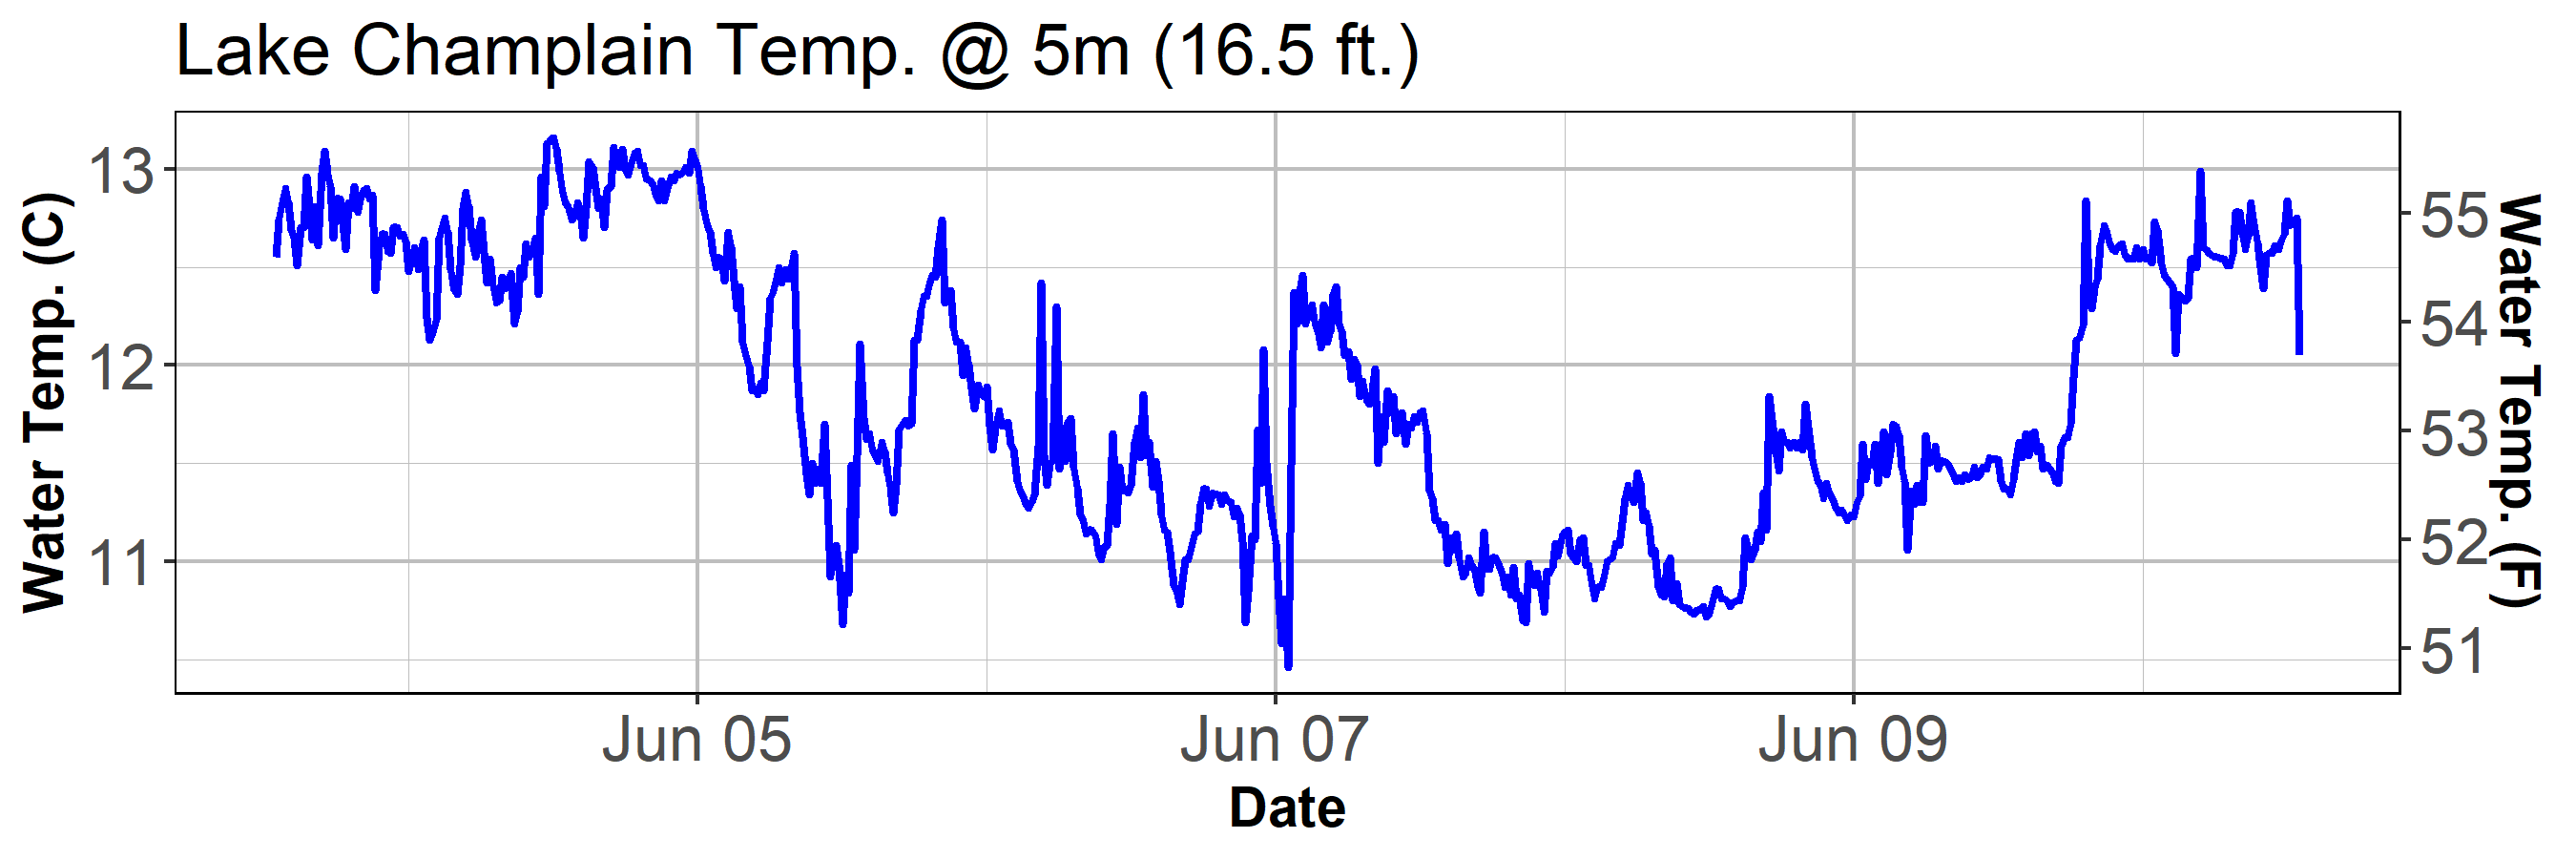 Lake Champlain Temp. @ 5m (16.5 ft.)
Water Temp. (C)
13
12
11
55
54
53
52
51
Water Temp. (F)
Jun 05
Jun 07
Jun 09
Date